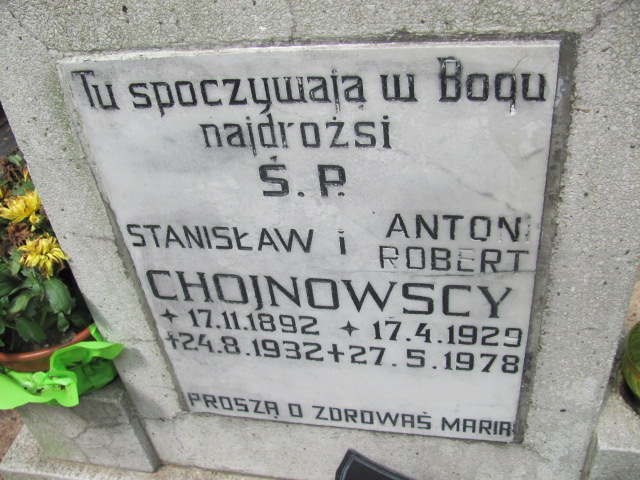 Tu spoczywają w Bogu
najdrożsi
Ś.P.
STANISŁAW i ANTONI
ROBERT
CHOJNOWSCY
* 17.11.1892 * 17.4.1929
+24.8.1932 + 27.5.1978
PROSZĄ O ZDROWAŚ MARIA